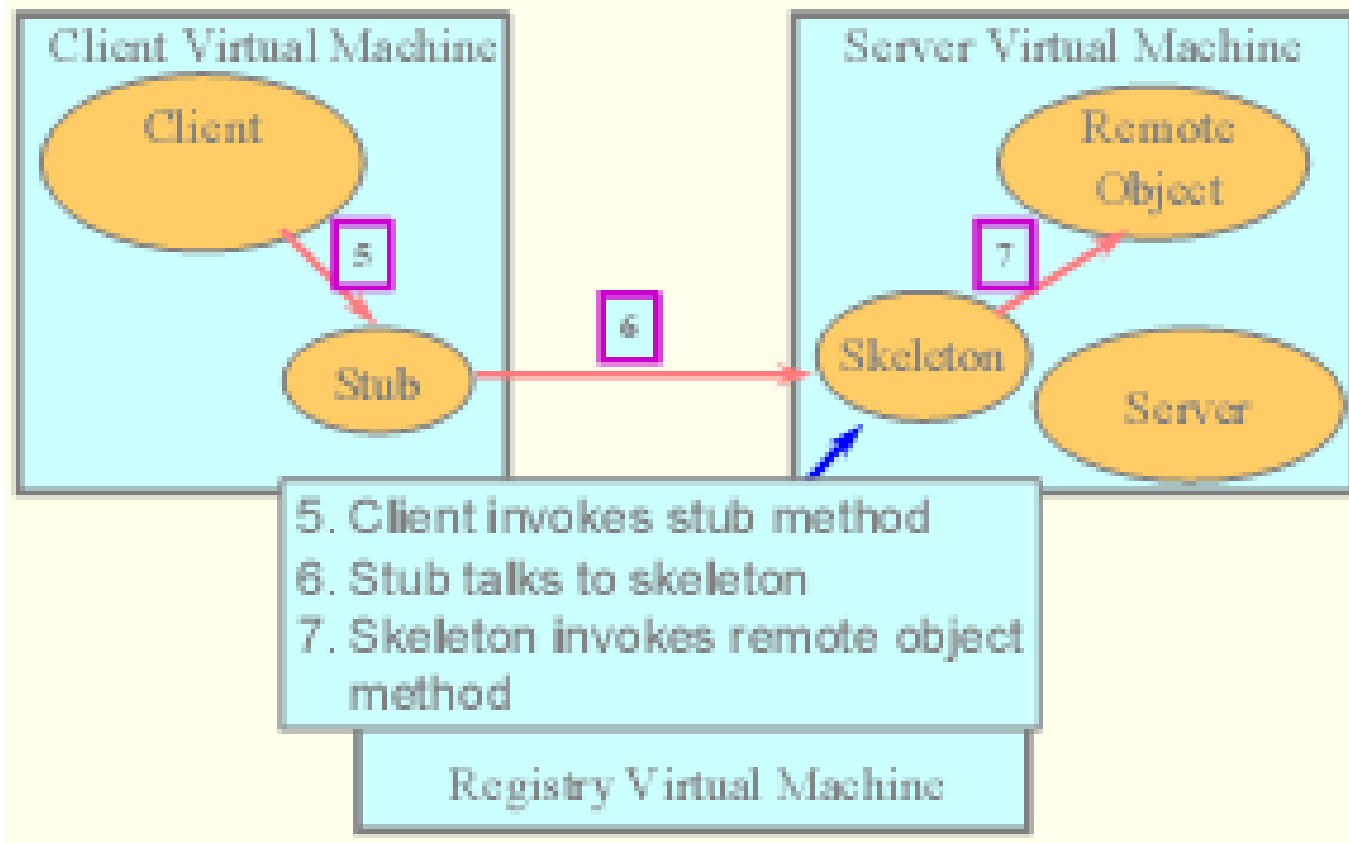 Client Virtual Machine
Server Virtual Machine
Client
Remote
Object
5
7
6
Stub
Skeleton
Server
5. Client invokes stub method
6. Stub talks to skeleton
7. Skeleton invokes remote object
method
Registry Virtual Machine